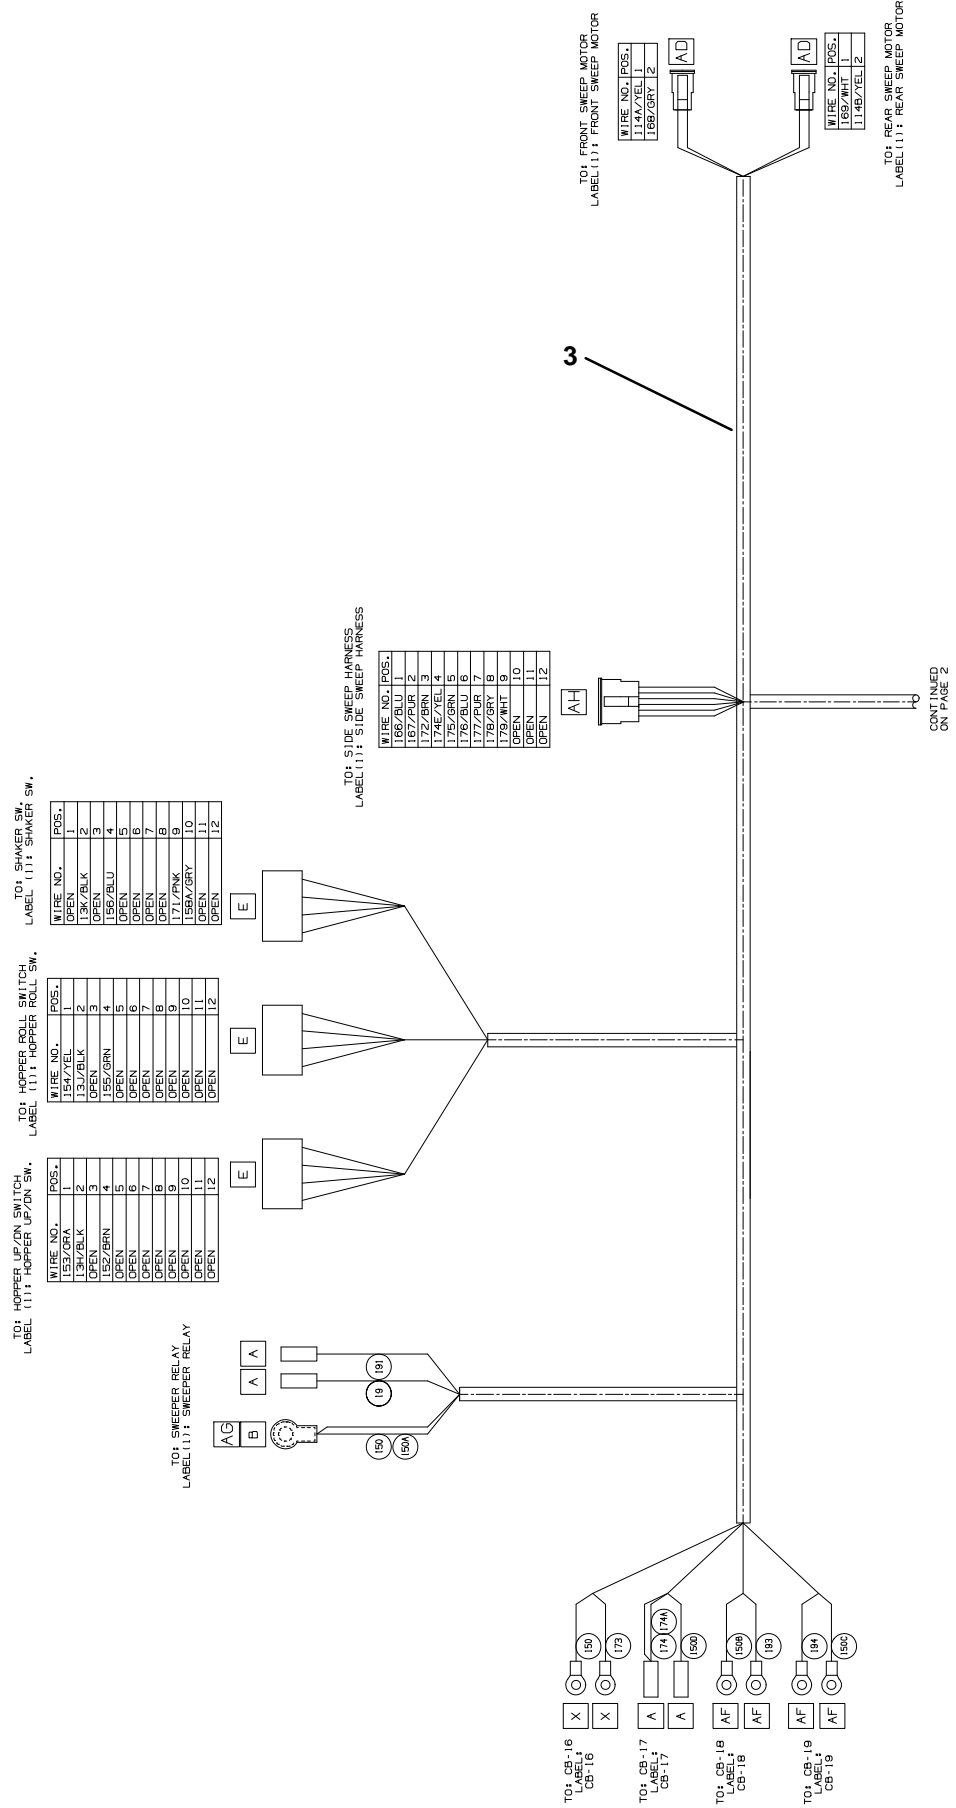 TO: FRONT SWEEP MOTOR
LABEL(1): FRONT SWEEP MOTOR
WIRE NO. POS.
114A/YEL 1
168/GRY 2
AD
AD
WIRE NO. POS.
169/WHT 1
114B/YEL 2
TO: REAR SWEEP MOTOR
LABEL(1): REAR SWEEP MOTOR
3
TO: SIDE SWEEP HARNESS
LABEL(1): SIDE SWEEP HARNESS
WIRE NO. POS.
166/BLU 1
167/PUR 2
172/BRN 3
174E/YEL 4
175/GRN 5
176/BLU 6
177/PUR 7
178/GRY 8
179/WHT 9
OPEN 10
OPEN 11
OPEN 12
AH
CONTINUED
ON PAGE 2
TO: SHAKER SW.
LABEL (1): SHAKER SW.
WIRE NO. POS.
OPEN 1
13K/BLK 2
OPEN 3
156/BLU 4
OPEN 5
OPEN 6
OPEN 7
OPEN 8
171/PNK 9
158A/GRY 10
OPEN 11
OPEN 12
E
TO: HOPPER ROLL SWITCH
LABEL (1): HOPPER ROLL SW.
WIRE NO. POS.
154/YEL 1
13J/BLK 2
OPEN 3
155/GRN 4
OPEN 5
OPEN 6
OPEN 7
OPEN 8
OPEN 9
OPEN 10
OPEN 11
OPEN 12
E
TO: HOPPER UP/DN SWITCH
LABEL (1): HOPPER UP/DN SW.
WIRE NO. POS.
153/ORA 1
13H/BLK 2
OPEN 3
152/BRN 4
OPEN 5
OPEN 6
OPEN 7
OPEN 8
OPEN 9
OPEN 10
OPEN 11
OPEN 12
E
TO: SWEEPER RELAY
LABEL(1): SWEEPER RELAY
A
A
AG
B
191
19
150
150A
TO: CB-16
LABEL:
CB-16
X
X
150
173
TO: CB-17
LABEL:
CB-17
A
A
174
174A
150D
TO: CB-18
LABEL:
CB-18
AF
AF
150B
193
TO: CB-19
LABEL:
CB-19
AF
AF
194
150C